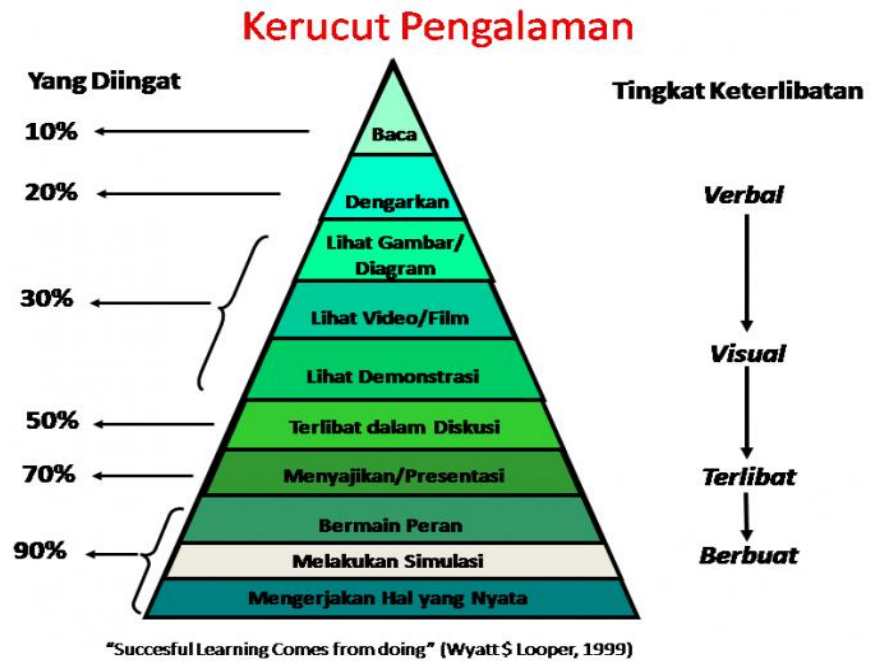 Kerucut Pengalaman
Yang Diingat
Tingkat Keterlibatan
10%
Baca
20%
Dengarkan
Verbal
Lihat Gambar/
Diagram
30%
Lihat Video/Film
Visual
Lihat Demonstrasi
50%
Terlibat dalam Diskusi
70%
Menyajikan/Presentasi
Terlibat
Bermain Peran
90%
Melakukan Simulasi
Berbuat
Mengerjakan Hal yang Nyata
"Succesful Learning Comes from doing" (Wyatt $ Looper, 1999)